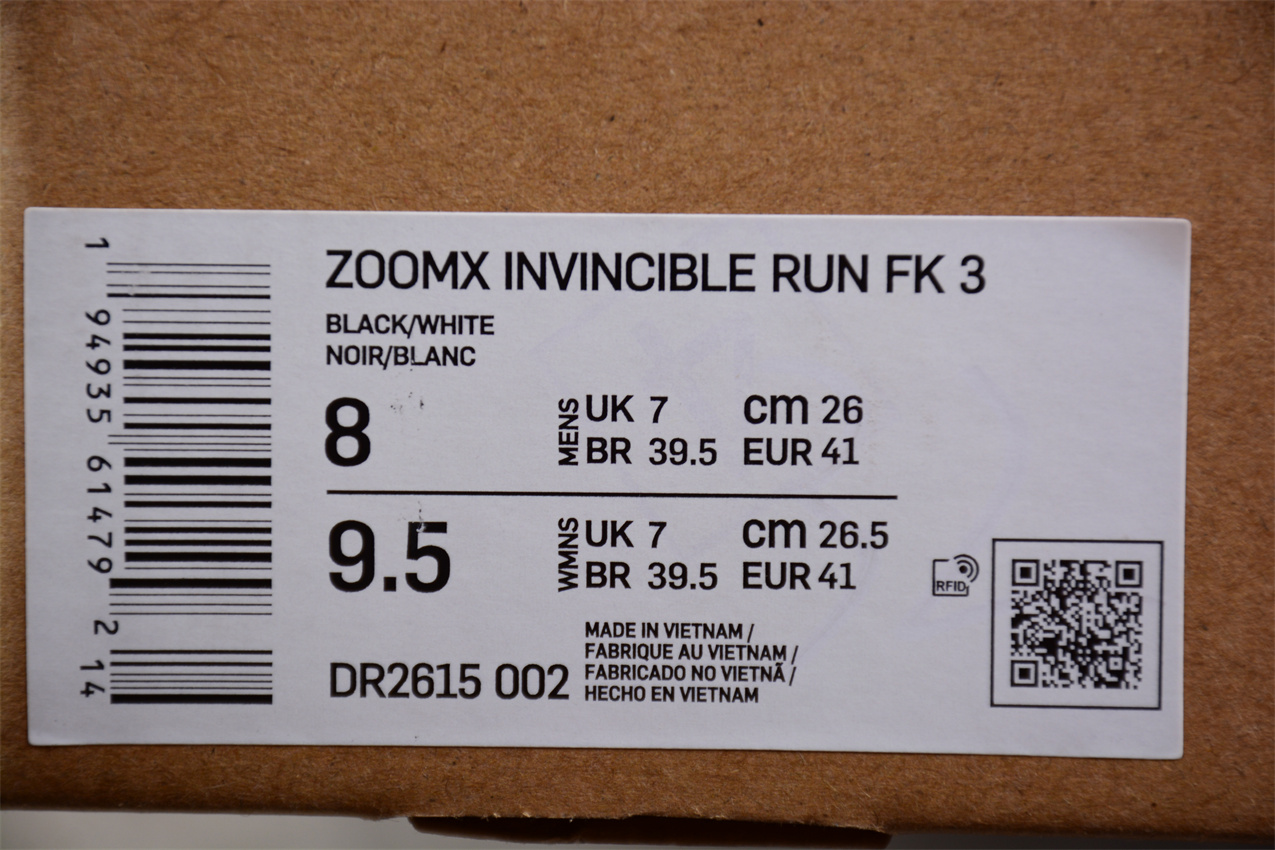 ZOOMX INVINCIBLE RUN FK 3
BLACK/WHITE
NOIR/BLANC
8 MENS UK 7 cm 26
BR 39.5 EUR 41
9.5 WMNS UK 7 cm 26.5
BR 39.5 EUR 41
RFID
MADE IN VIETNAM /
FABRIQUE AU VIETNAM /
FABRICADO NO VIETNÃ /
HECHO EN VIETNAM
DR2615 002
1 94935 61479 2 14